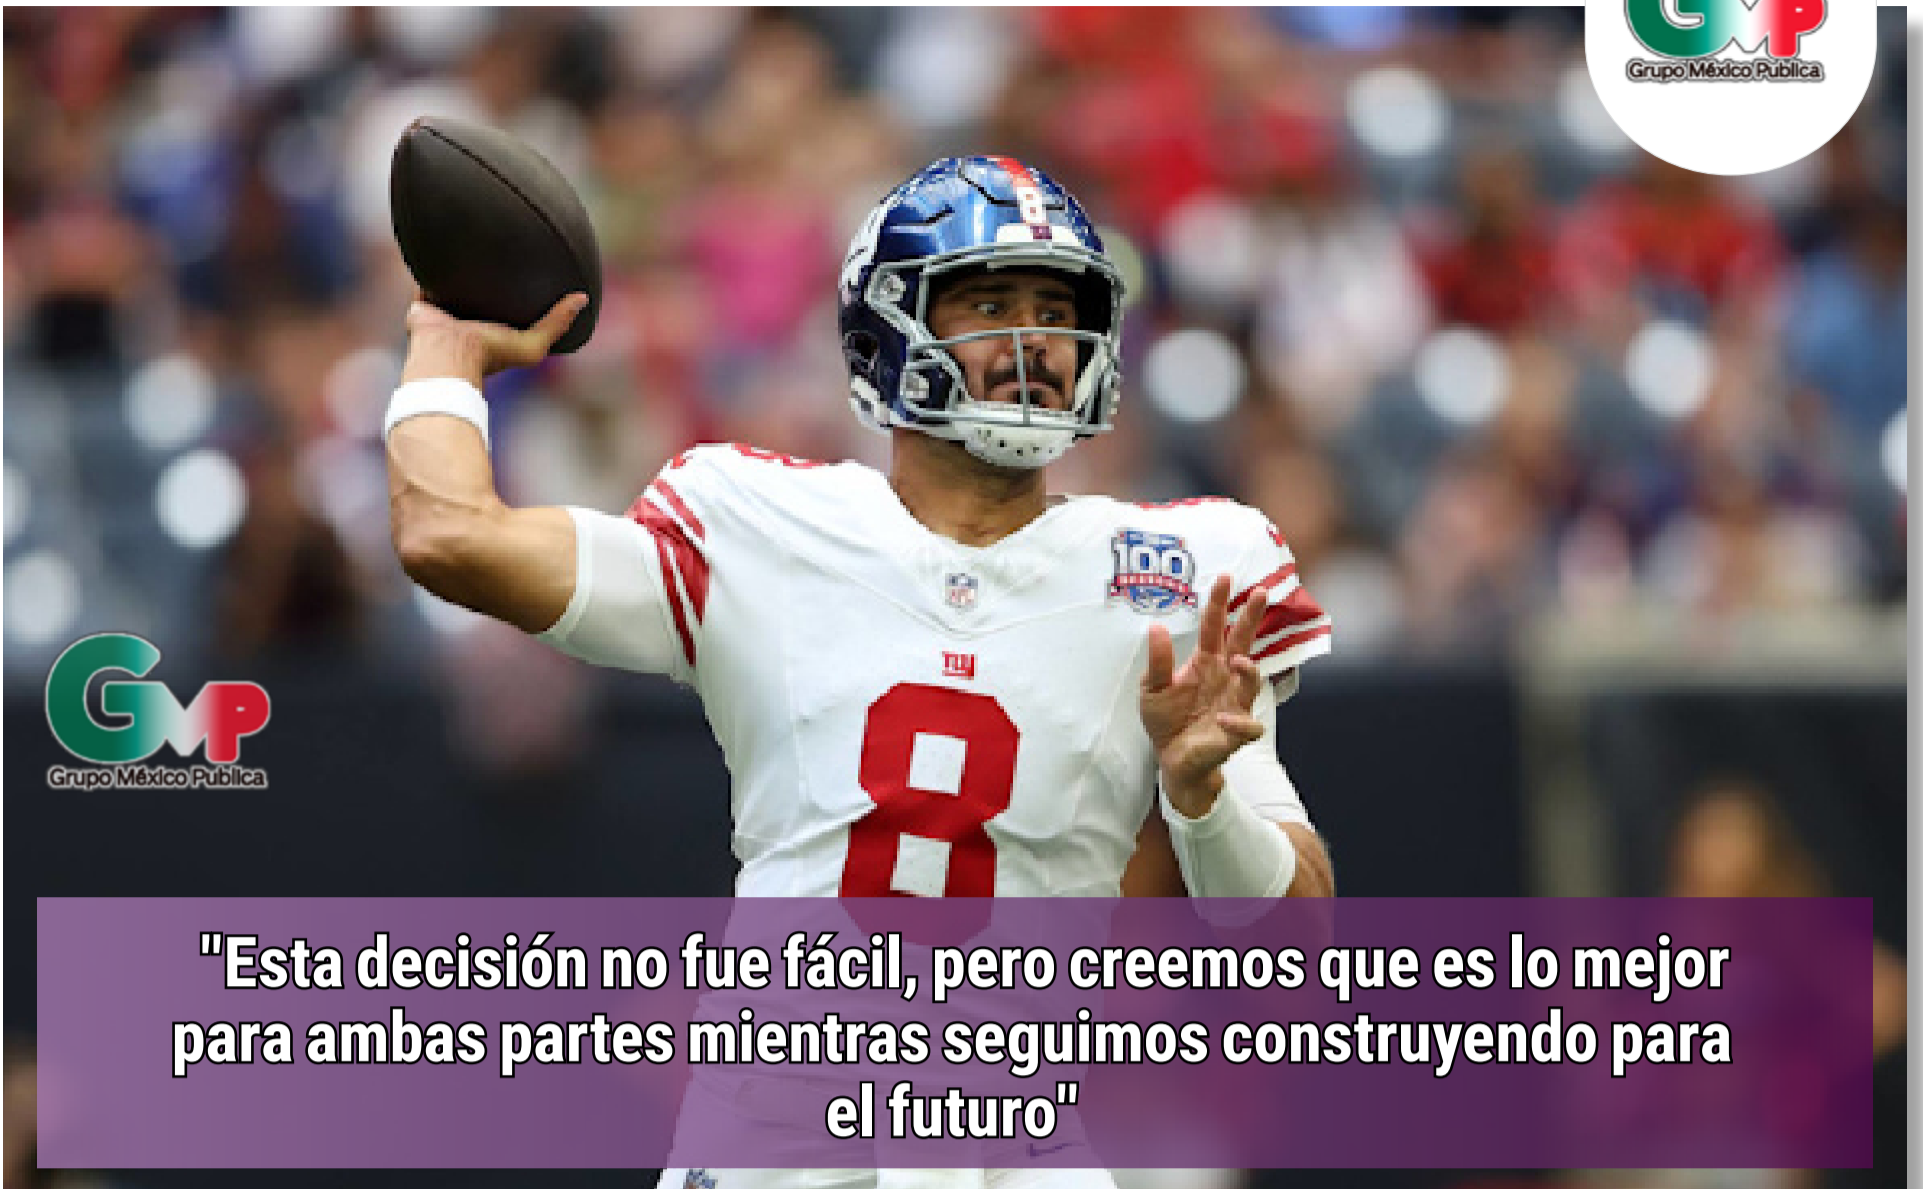 GMP
Grupo México Publica
8
100
NFL
ny
8
GMP
Grupo México Publica
"Esta decisión no fue fácil, pero creemos que es lo mejor
para ambas partes mientras seguimos construyendo para
el futuro"